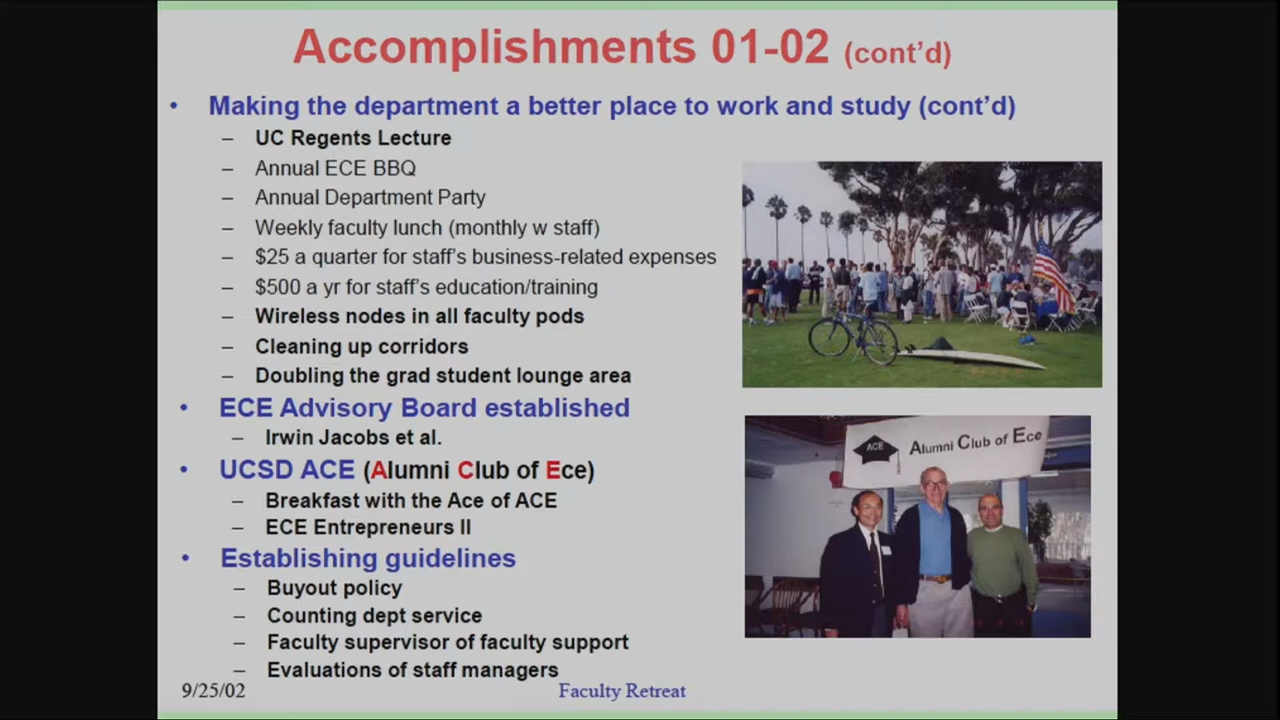 Accomplishments 01-02 (cont'd)
• Making the department a better place to work and study (cont'd)
– UC Regents Lecture
– Annual ECE BBQ
– Annual Department Party
– Weekly faculty lunch (monthly w staff)
– $25 a quarter for staff's business-related expenses
– $500 a yr for staff's education/training
– Wireless nodes in all faculty pods
– Cleaning up corridors
– Doubling the grad student lounge area
• ECE Advisory Board established
– Irwin Jacobs et al.
• UCSD ACE (Alumni Club of Ece)
– Breakfast with the Ace of ACE
– ECE Entrepreneurs II
• Establishing guidelines
– Buyout policy
– Counting dept service
– Faculty supervisor of faculty support
– Evaluations of staff managers
ACE
Alumni Club of Ece
9/25/02
Faculty Retreat